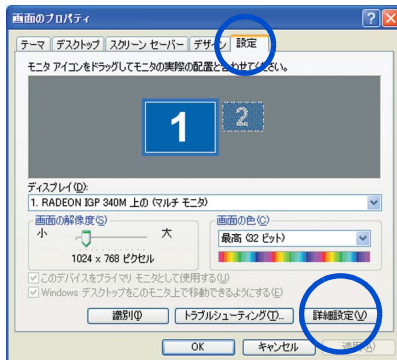 画面のプロパティ
テーマ デスクトップ スクリーン セーバー デザイン 設定
モニタ アイコンをドラッグしてモニタの実際の配置と合わせてください。
1 2
ディスプレイ(D):
1. RADEON IGP 340M 上の (マルチ モニタ)
画面の解像度(S) 画面の色(C)
小 大 最高 (32 ビット)
1024 x 768 ピクセル
このデバイスをプライマリ モニタとして使用する(U)
Windows デスクトップをこのモニタ上で移動できるようにする(E)
識別(I) トラブルシューティング(T)... 詳細設定(V)
OK キャンセル 適用(A)